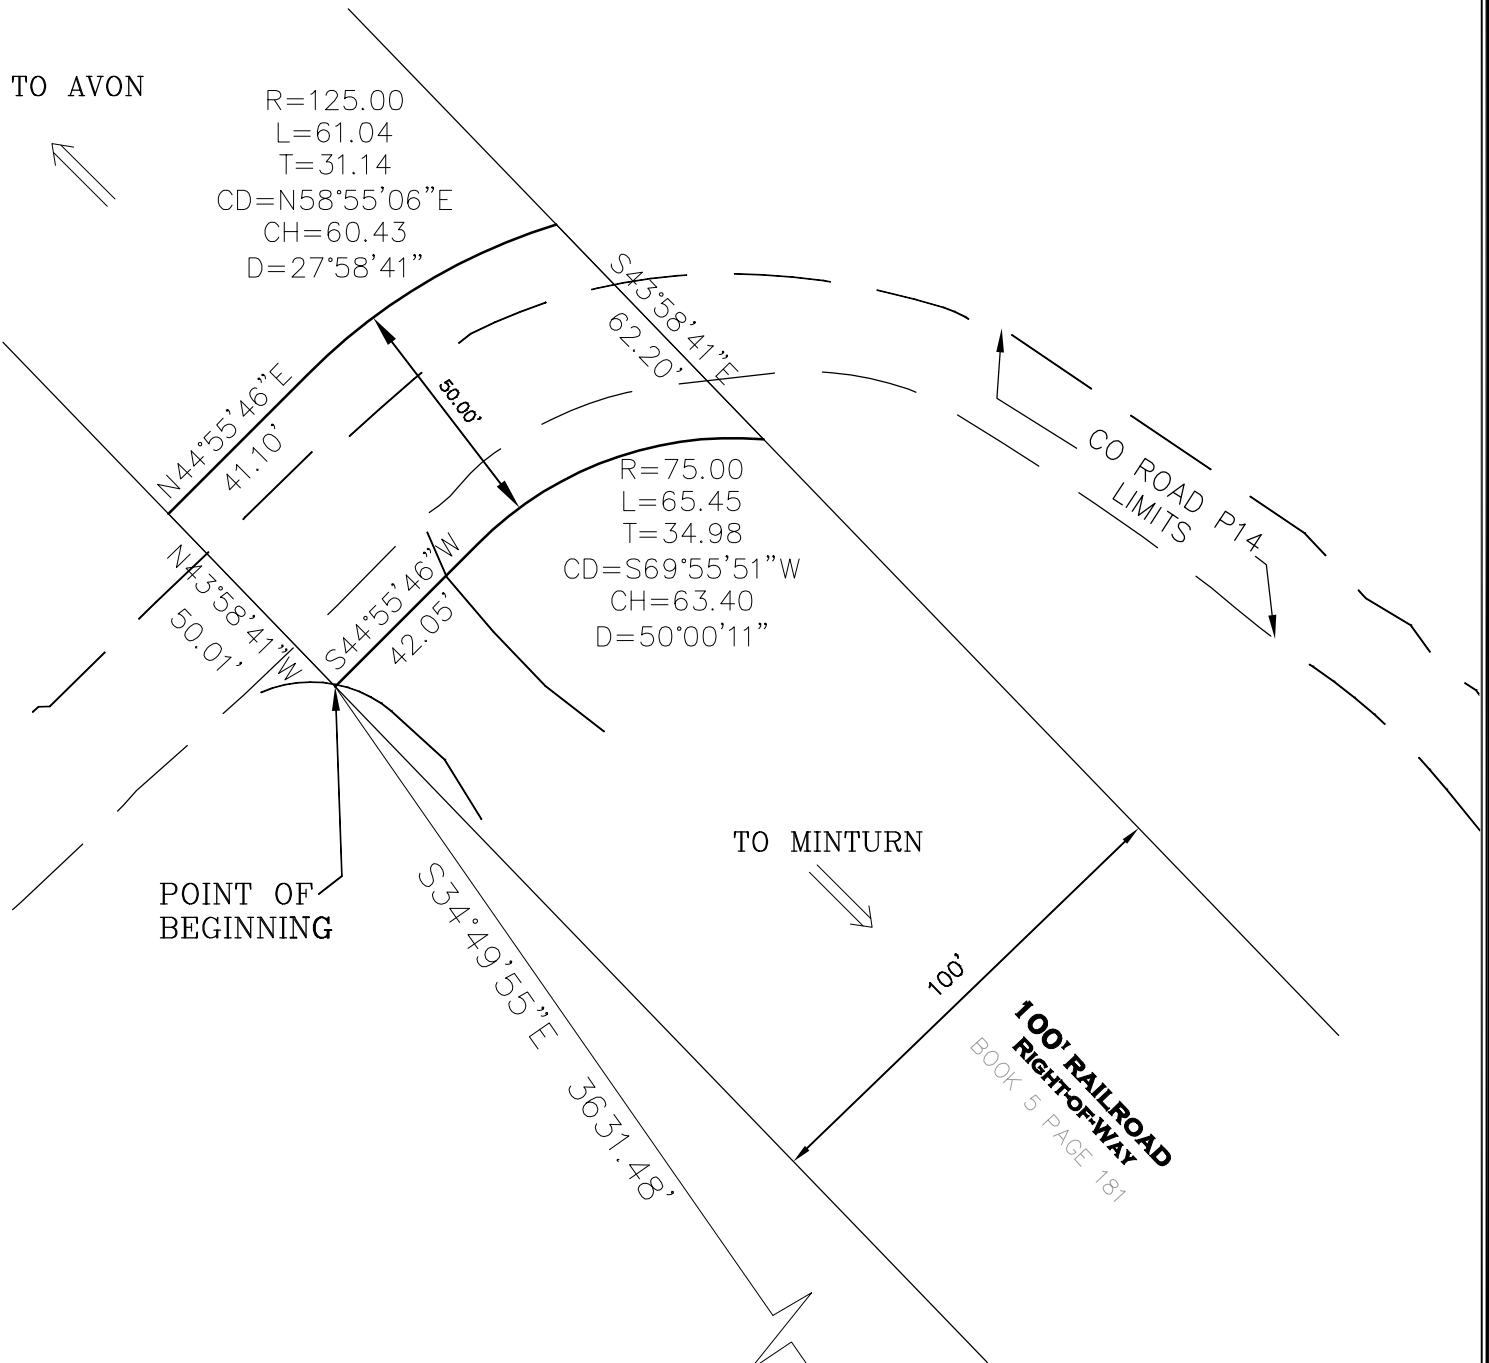 TO AVON
R=125.00
L=61.04
T=31.14
CD=N58°55'06"E
CH=60.43
D=27°58'41"
S43°58'41"E
62.20'
N44°55'46"E
41.10'
50.00'
CO ROAD P14
LIMITS
R=75.00
L=65.45
T=34.98
CD=S69°55'51"W
CH=63.40
D=50°00'11"
N43°58'41"W
50.01'
S44°55'46"W
42.05'
TO MINTURN
POINT OF
BEGINNING
S34°49'55"E 3631.48'
100'
100' RAILROAD
RIGHT-OF-WAY
BOOK 5 PAGE 181